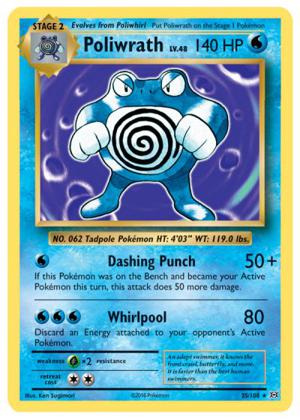 STAGE 2
Evolves from Poliwhirl
Put Poliwrath on the Stage 1 Pokémon
Poliwrath LV.48 140 HP
NO. 062 Tadpole Pokémon HT: 4'03" WT: 119.0 lbs.
Dashing Punch 50+
If this Pokémon was on the Bench and became your Active
Pokémon this turn, this attack does 50 more damage.
Whirlpool 80
Discard an Energy attached to your opponent's Active
Pokémon.
weakness ×2 resistance
retreat
cost
An adept swimmer, it knows the
front crawl, butterfly, and more.
It is faster than the best human
swimmers.
Illus. Ken Sugimori
©2016 Pokémon
25/108